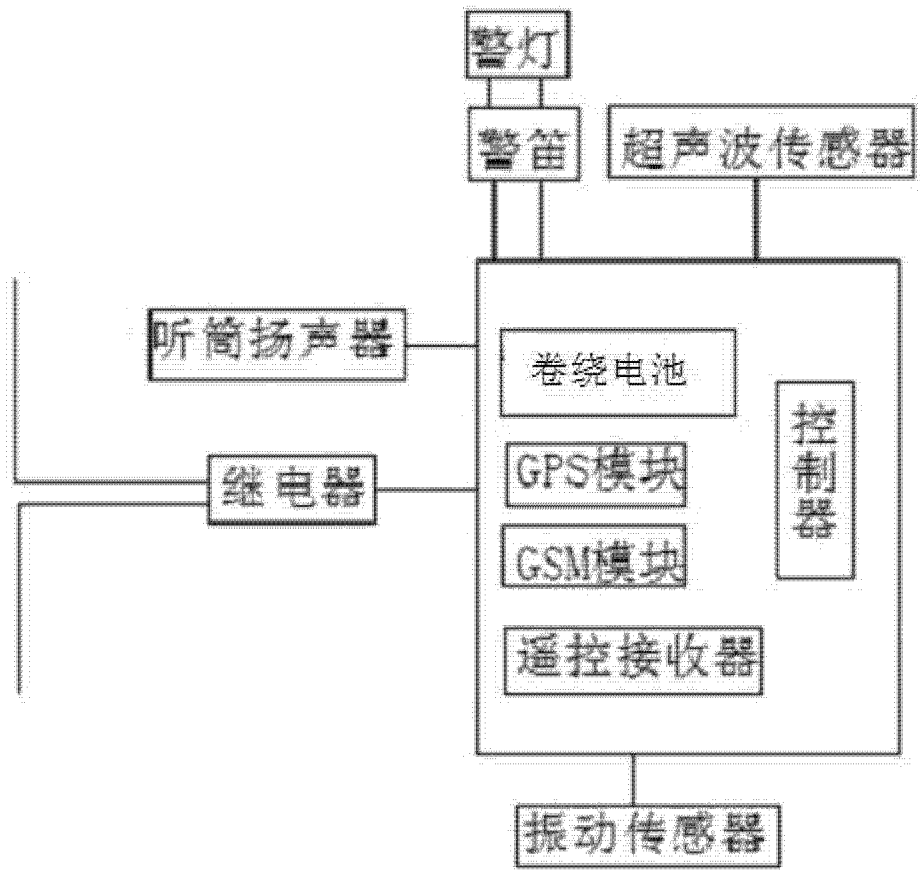 警灯
警笛
超声波传感器
听筒扬声器
卷绕电池
控制器
继电器
GPS模块
GSM模块
遥控接收器
振动传感器